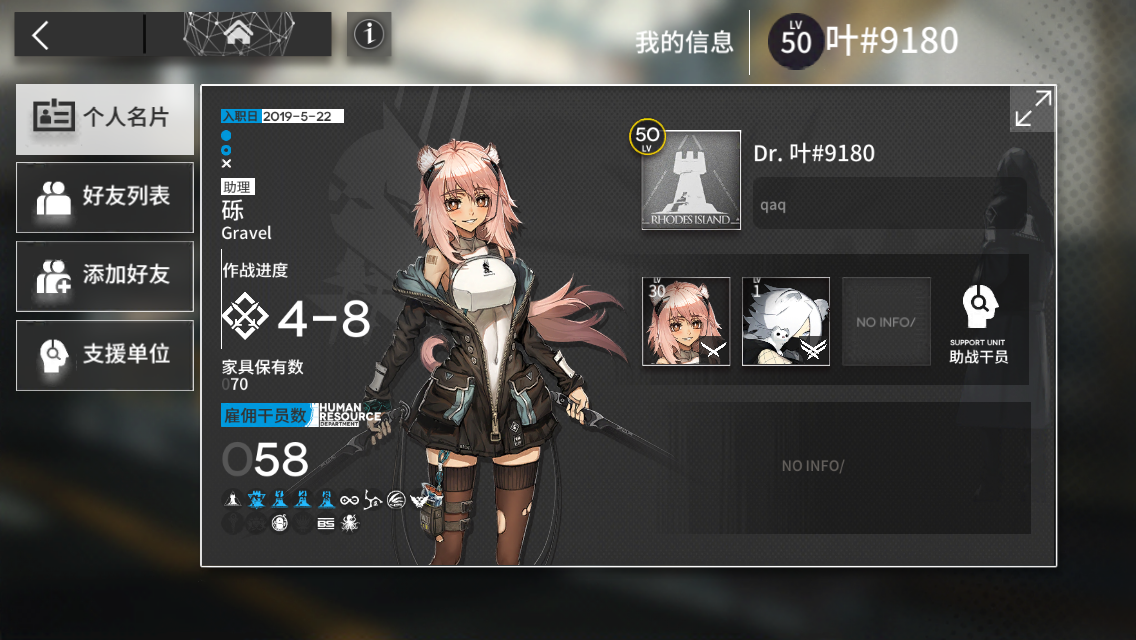 我的信息
LV
50
叶#9180
个人名片
好友列表
添加好友
支援单位
入职日 2019-5-22
助理
砾
Gravel
作战进度
4-8
家具保有数
070
雇佣干员数
HUMAN
RESOURCE
DEPARTMENT
058
BS
50
LV
RHODES ISLAND
Dr. 叶#9180
qaq
LV
30
LV
1
NO INFO/
SUPPORT UNIT
助战干员
NO INFO/